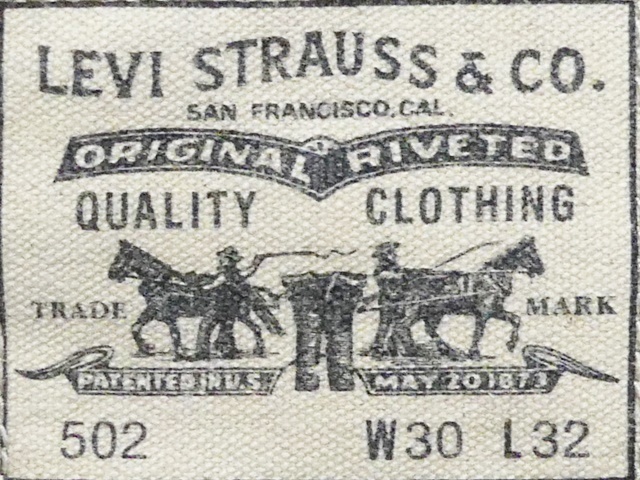 LEVI STRAUSS & CO.
SAN FRANCISCO, CAL.
ORIGINAL RIVETED
QUALITY CLOTHING
TRADE MARK
PATENTED IN U.S. MAY 20 1873
502 W30 L32